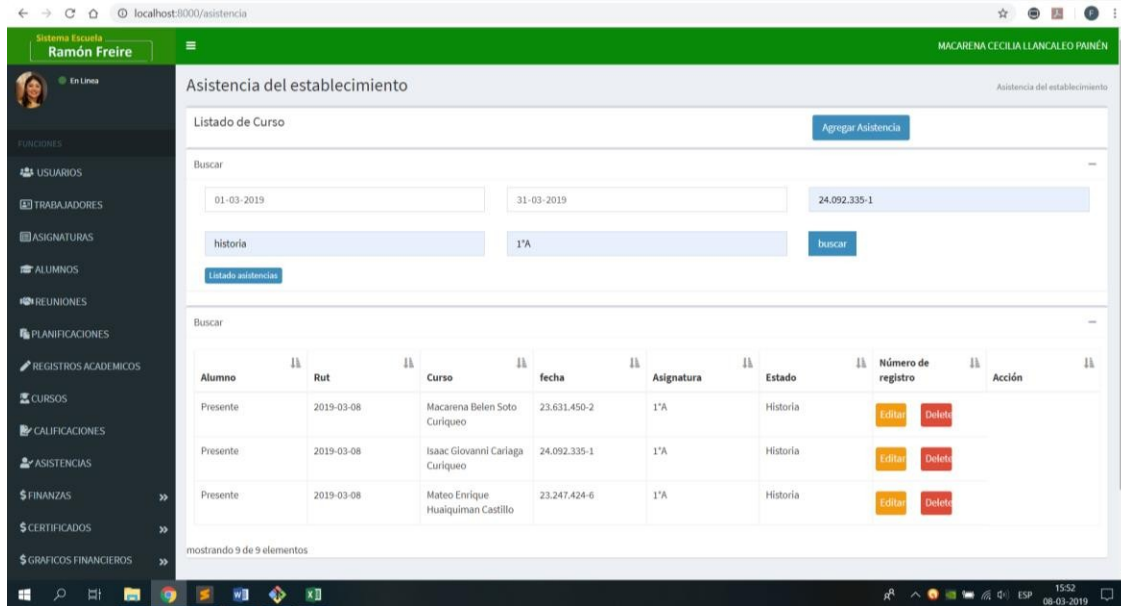 localhost:8000/asistencia
F
Sistema Escuela
Ramón Freire
MACARENA CECILIA LLANCALEO PAINÉN
En Linea
Asistencia del establecimiento
Asistencia del establecimiento
Listado de Curso
Agregar Asistencia
FUNCIONES
USUARIOS
TRABAJADORES
ASIGNATURAS
ALUMNOS
REUNIONES
PLANIFICACIONES
REGISTROS ACADEMICOS
CURSOS
CALIFICACIONES
ASISTENCIAS
FINANZAS
CERTIFICADOS
GRAFICOS FINANCIEROS
Buscar
01-03-2019 31-03-2019 24.092.335-1
historia 1°A buscar
Listado asistencias
Buscar
Alumno Rut Curso fecha Asignatura Estado Número de registro Acción
Presente 2019-03-08 Macarena Belen Soto Curiqueo 23.631.450-2 1°A Historia Editar Delete
Presente 2019-03-08 Isaac Giovanni Cariaga Curiqueo 24.092.335-1 1°A Historia Editar Delete
Presente 2019-03-08 Mateo Enrique Huaiquiman Castillo 23.247.424-6 1°A Historia Editar Delete
mostrando 9 de 9 elementos
ESP
15:52
08-03-2019